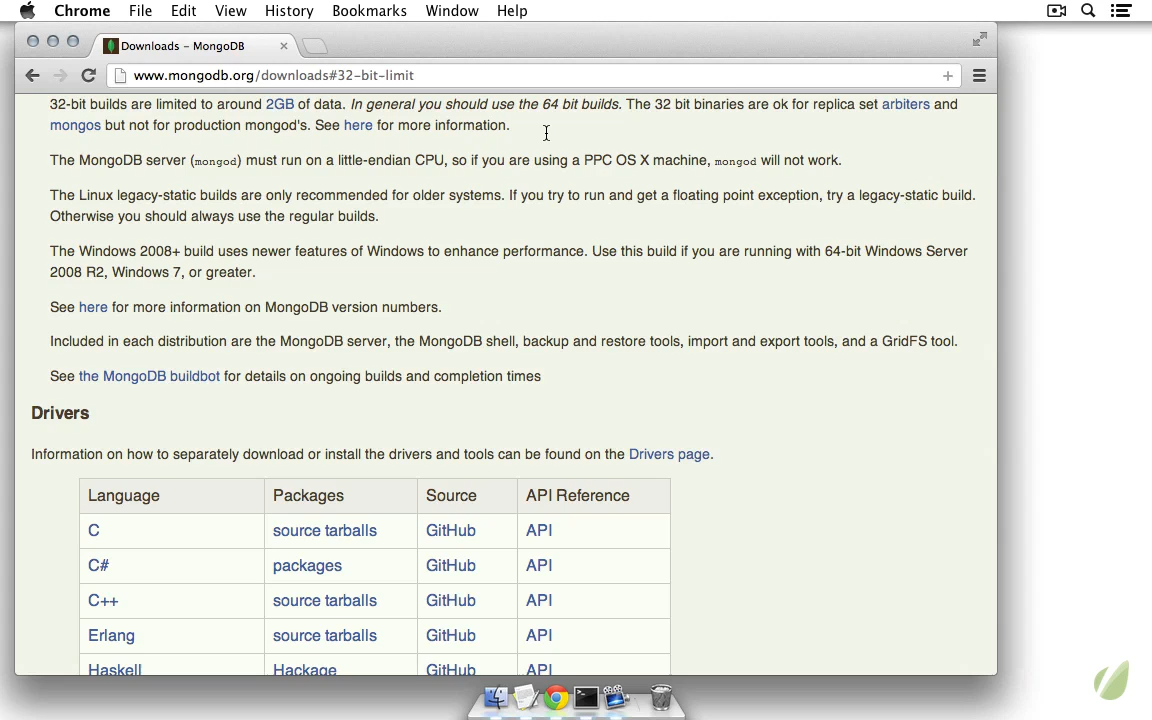 Chrome File Edit View History Bookmarks Window Help
Downloads – MongoDB
www.mongodb.org/downloads#32-bit-limit
32-bit builds are limited to around 2GB of data. In general you should use the 64 bit builds. The 32 bit binaries are ok for replica set arbiters and
mongos but not for production mongod's. See here for more information.
The MongoDB server (mongod) must run on a little-endian CPU, so if you are using a PPC OS X machine, mongod will not work.
The Linux legacy-static builds are only recommended for older systems. If you try to run and get a floating point exception, try a legacy-static build.
Otherwise you should always use the regular builds.
The Windows 2008+ build uses newer features of Windows to enhance performance. Use this build if you are running with 64-bit Windows Server
2008 R2, Windows 7, or greater.
See here for more information on MongoDB version numbers.
Included in each distribution are the MongoDB server, the MongoDB shell, backup and restore tools, import and export tools, and a GridFS tool.
See the MongoDB buildbot for details on ongoing builds and completion times
Drivers
Information on how to separately download or install the drivers and tools can be found on the Drivers page.
Language Packages Source API Reference
C source tarballs GitHub API
C# packages GitHub API
C++ source tarballs GitHub API
Erlang source tarballs GitHub API
Haskell Hackage GitHub API